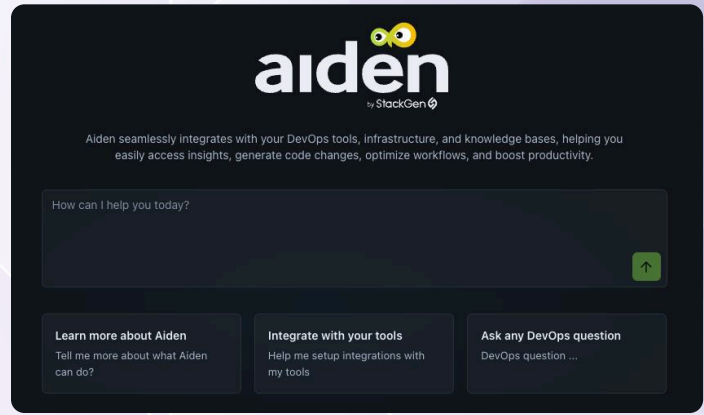 aıden
by StackGen
Aiden seamlessly integrates with your DevOps tools, infrastructure, and knowledge bases, helping you
easily access insights, generate code changes, optimize workflows, and boost productivity.
How can I help you today?
Learn more about Aiden
Tell me more about what Aiden
can do?
Integrate with your tools
Help me setup integrations with
my tools
Ask any DevOps question
DevOps question ...